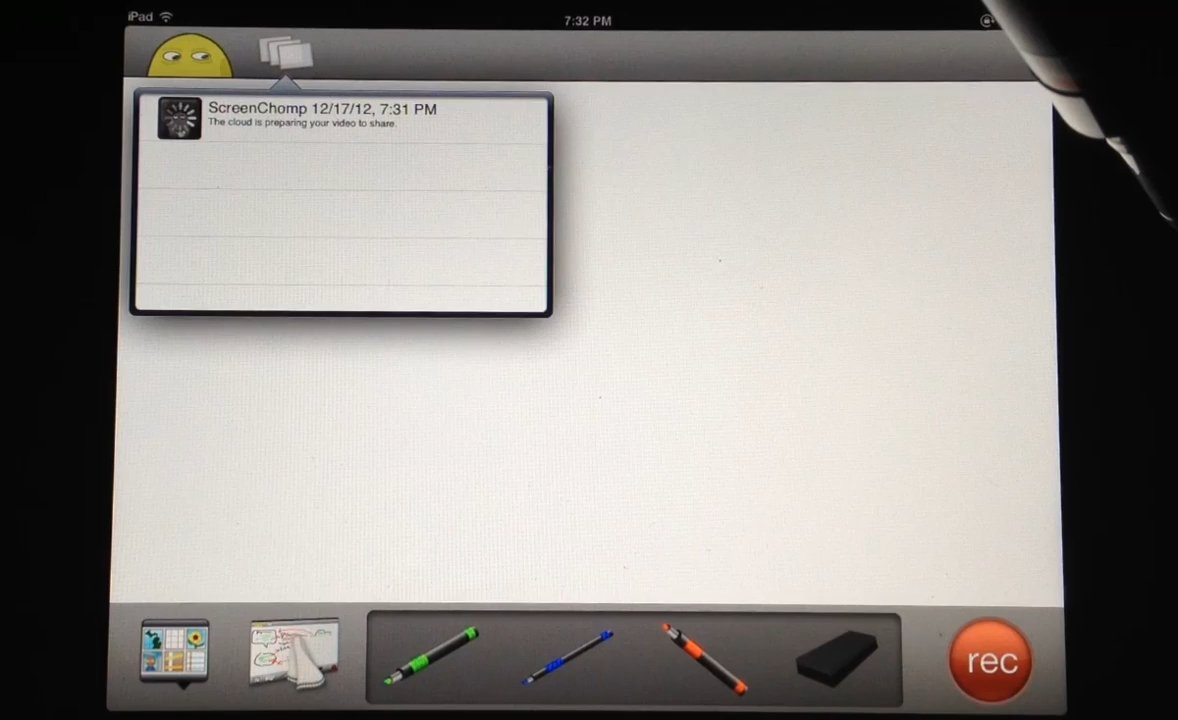 iPad
7:32 PM
ScreenChomp 12/17/12, 7:31 PM
The cloud is preparing your video to share.
rec